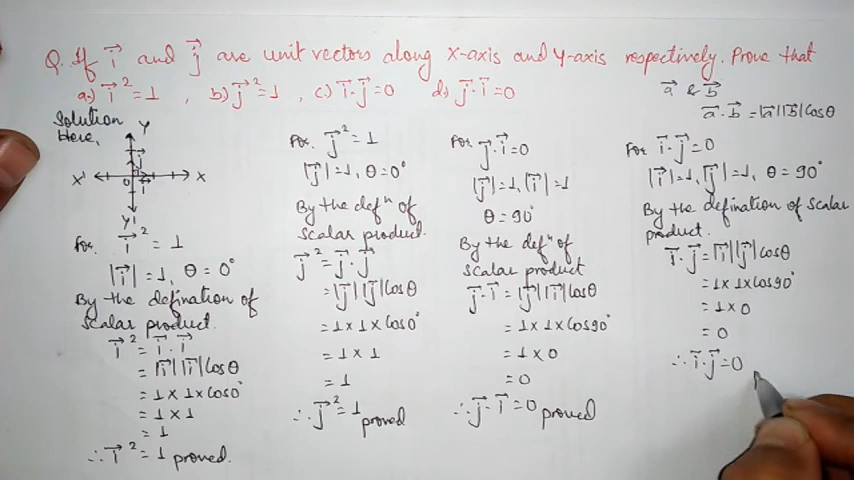 Q. If i⃗ and j⃗ are unit vectors along X-axis and Y-axis respectively. Prove that
a) i⃗² = 1 , b) j⃗² = 1 , c) i⃗·j⃗ = 0 d) j⃗·i⃗ = 0
Solution
Here,
Y
X' O X
j⃗
i⃗
Y'
For i⃗² = 1
|i⃗| = 1, θ = 0°
By the defination of
scalar product.
i⃗² = i⃗·i⃗
= |i⃗||i⃗|Cosθ
= 1 × 1 × Cos0°
= 1 × 1
= 1
∴ i⃗² = 1 proved.
For j⃗² = 1
|j⃗| = 1, θ = 0°
By the defⁿ of
scalar product.
j⃗² = j⃗·j⃗
= |j⃗||j⃗|Cosθ
= 1 × 1 × Cos0°
= 1 × 1
= 1
∴ j⃗² = 1 proved
For j⃗·i⃗ = 0
|j⃗| = 1, |i⃗| = 1
θ = 90°
By the defⁿ of
scalar product
j⃗·i⃗ = |j⃗||i⃗|Cosθ
= 1 × 1 × Cos90°
= 1 × 0
= 0
∴ j⃗·i⃗ = 0 proved
a⃗ & b⃗
a⃗·b⃗ = |a⃗||b⃗|Cosθ
For i⃗·j⃗ = 0
|i⃗| = 1, |j⃗| = 1, θ = 90°
By the defination of scalar
product.
i⃗·j⃗ = |i⃗||j⃗|Cosθ
= 1 × 1 × Cos90°
= 1 × 0
= 0
∴ i⃗·j⃗ = 0